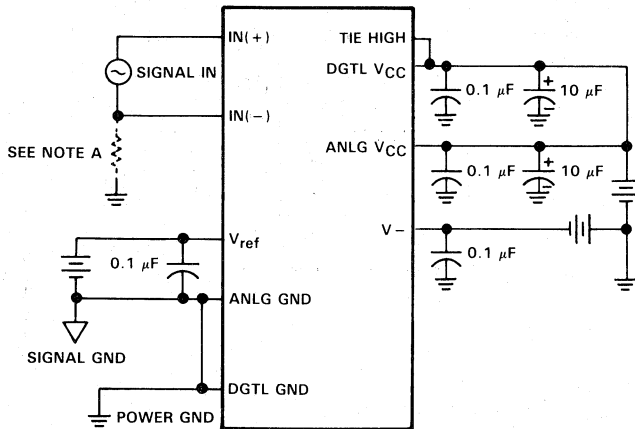 IN(+)
SIGNAL IN
IN(−)
SEE NOTE A
Vref
0.1 μF
ANLG GND
SIGNAL GND
DGTL GND
POWER GND
TIE HIGH
DGTL VCC
0.1 μF
+
10 μF
−
ANLG VCC
0.1 μF
+
10 μF
−
V−
0.1 μF